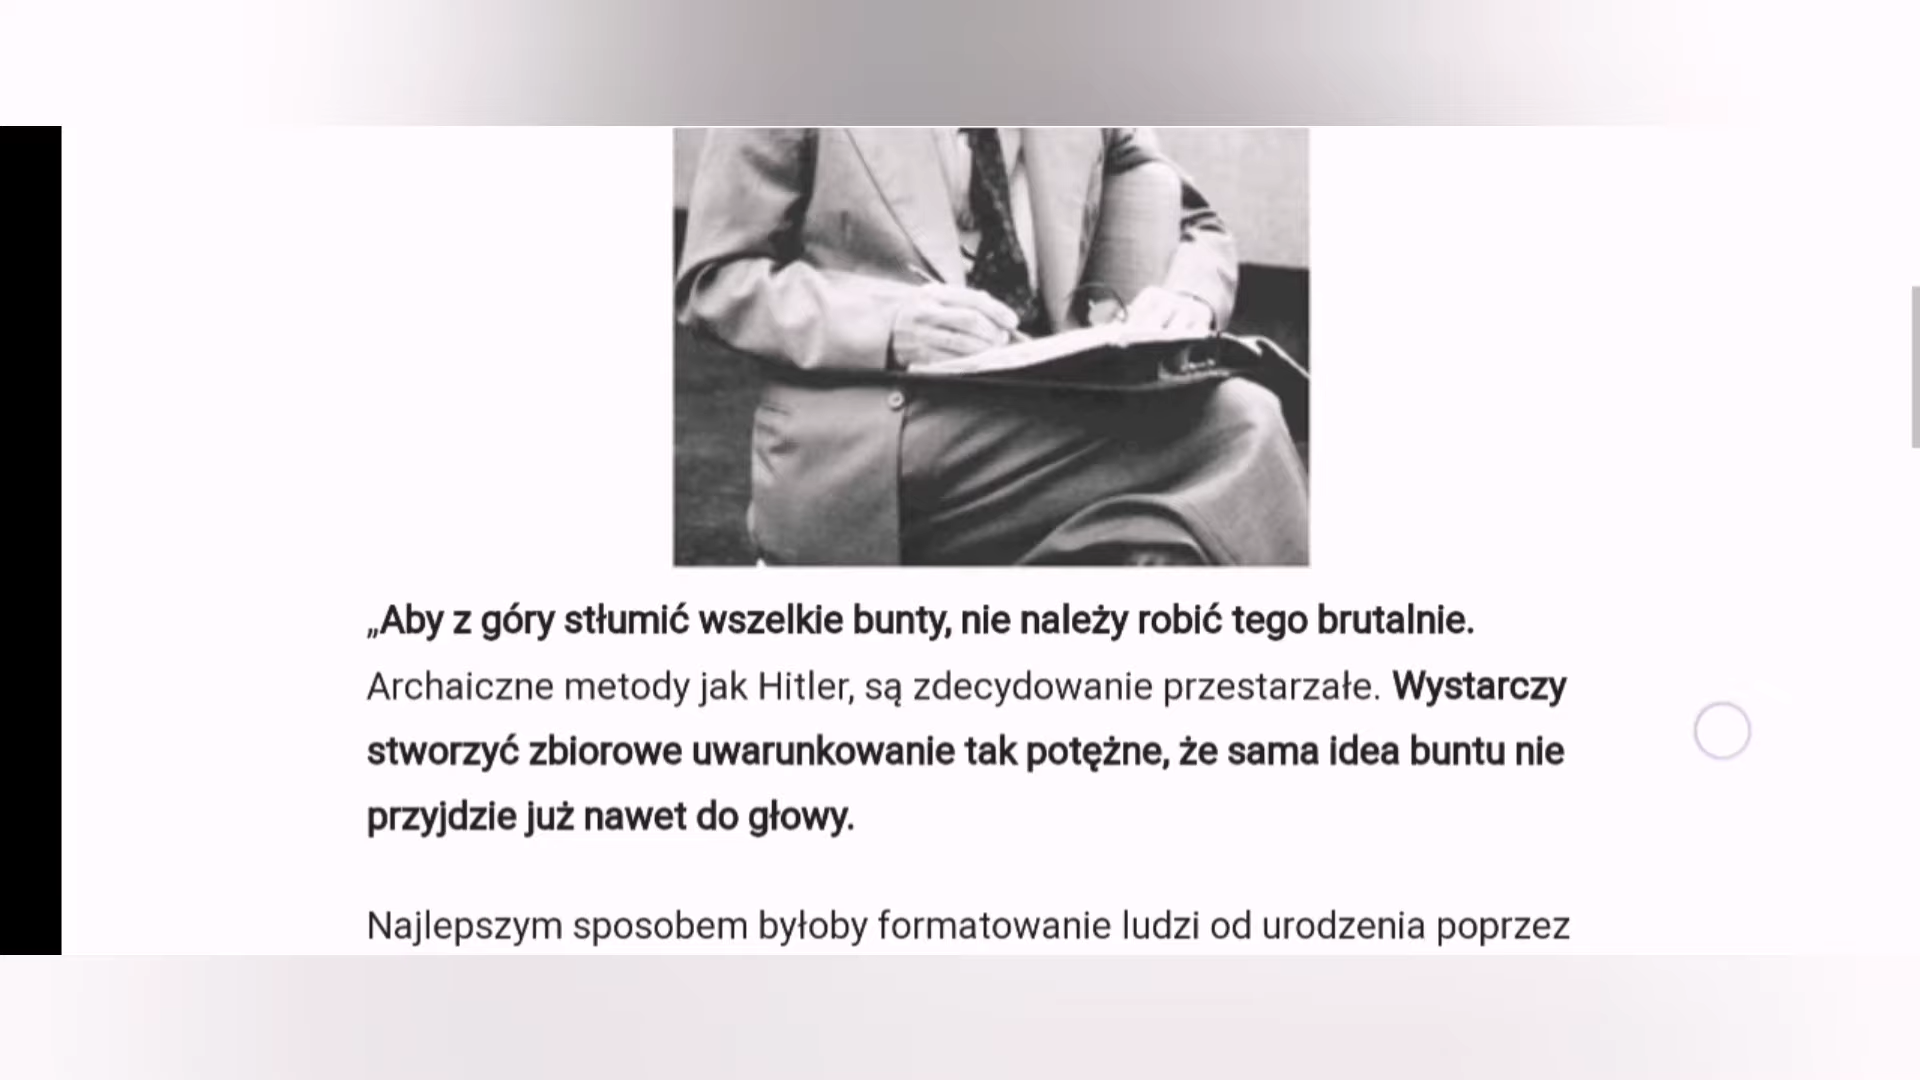 „Aby z góry stłumić wszelkie bunty, nie należy robić tego brutalnie.
Archaiczne metody jak Hitler, są zdecydowanie przestarzałe. Wystarczy
stworzyć zbiorowe uwarunkowanie tak potężne, że sama idea buntu nie
przyjdzie już nawet do głowy.
Najlepszym sposobem byłoby formatowanie ludzi od urodzenia poprzez